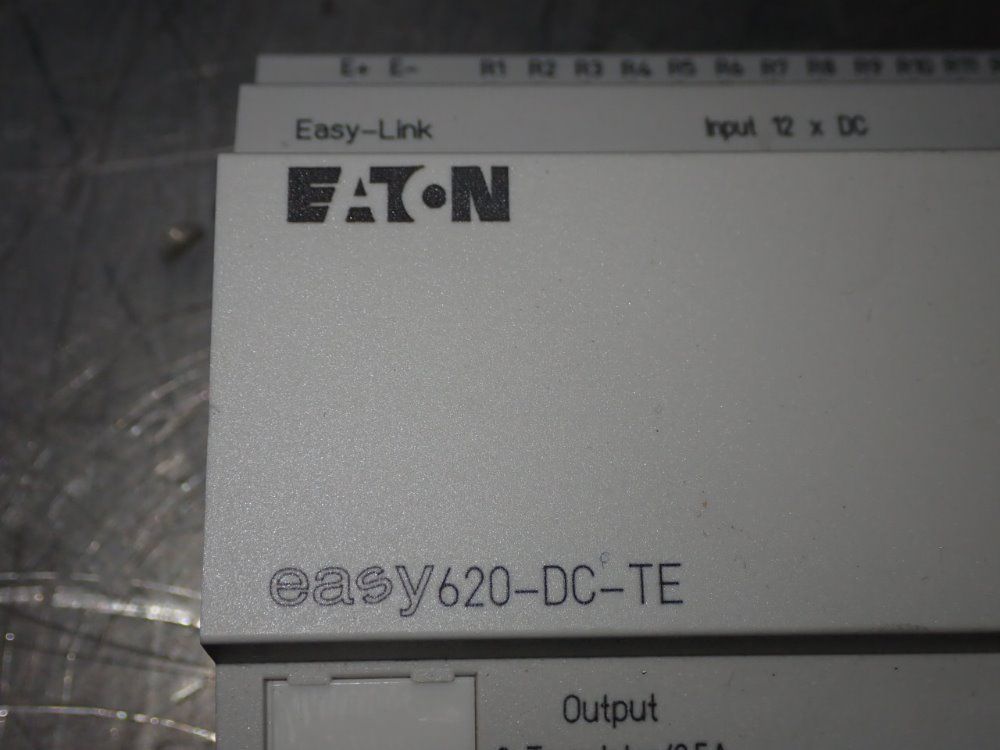 E+ E- R1 R2 R3 R4 R5 R6 R7 R8 R9 R10 R11
Easy-Link Input 12 x DC
EATON
easy620-DC-TE
Output